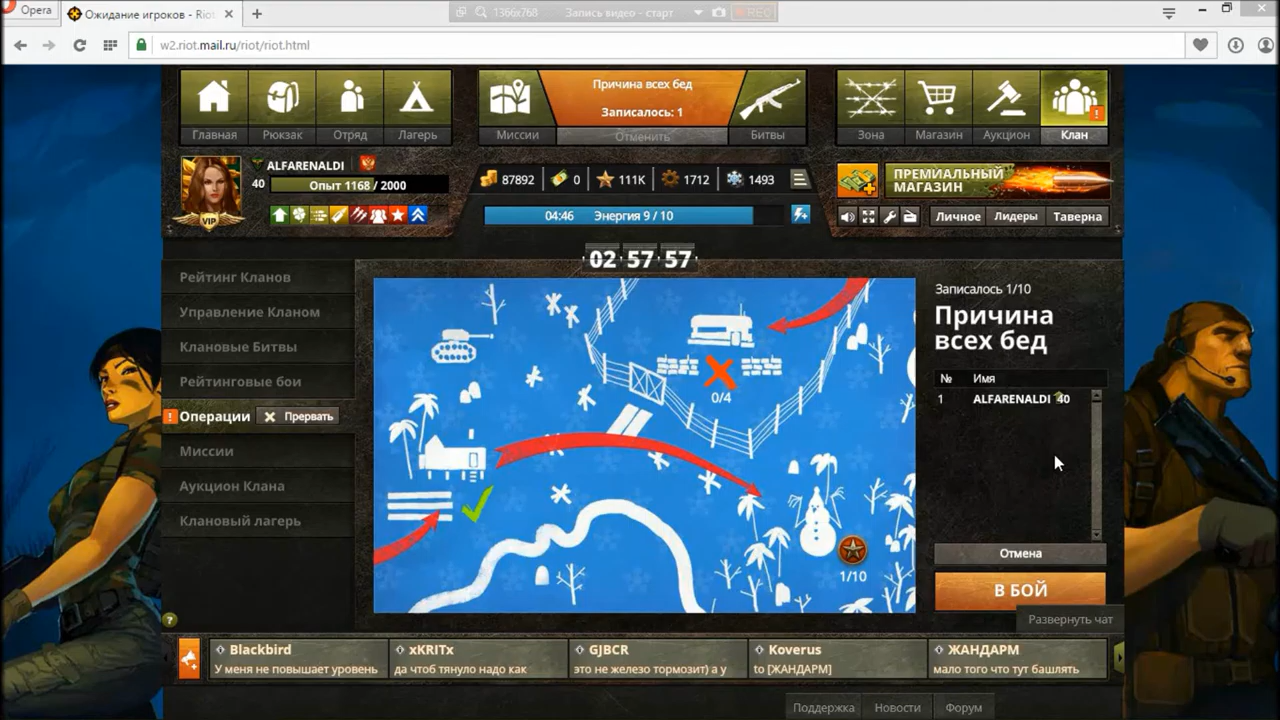 Opera
Ожидание игроков - Riot
1366x768
Запись видео - старт
REC
w2.riot.mail.ru/riot/riot.html
Главная
Рюкзак
Отряд
Лагерь
Миссии
Причина всех бед
Записалось: 1
Отменить
Битвы
Зона
Магазин
Аукцион
Клан
ALFARENALDI
40
Опыт 1168 / 2000
VIP
87892
0
111K
1712
1493
04:46 Энергия 9 / 10
ПРЕМИАЛЬНЫЙ
МАГАЗИН
Личное
Лидеры
Таверна
02 57 57
Рейтинг Кланов
Управление Кланом
Клановые Битвы
Рейтинговые бои
Операции
Прервать
Миссии
Аукцион Клана
Клановый лагерь
0/4
1/10
Записалось 1/10
Причина
всех бед
№ Имя
1 ALFARENALDI 40
Отмена
В БОЙ
Развернуть чат
Blackbird
У меня не повышает уровень
xKRITx
да чтоб тянуло надо как
GJBCR
это не железо тормозит) а у
Koverus
to [ЖАНДАРМ]
ЖАНДАРМ
мало того что тут башлять
Поддержка
Новости
Форум